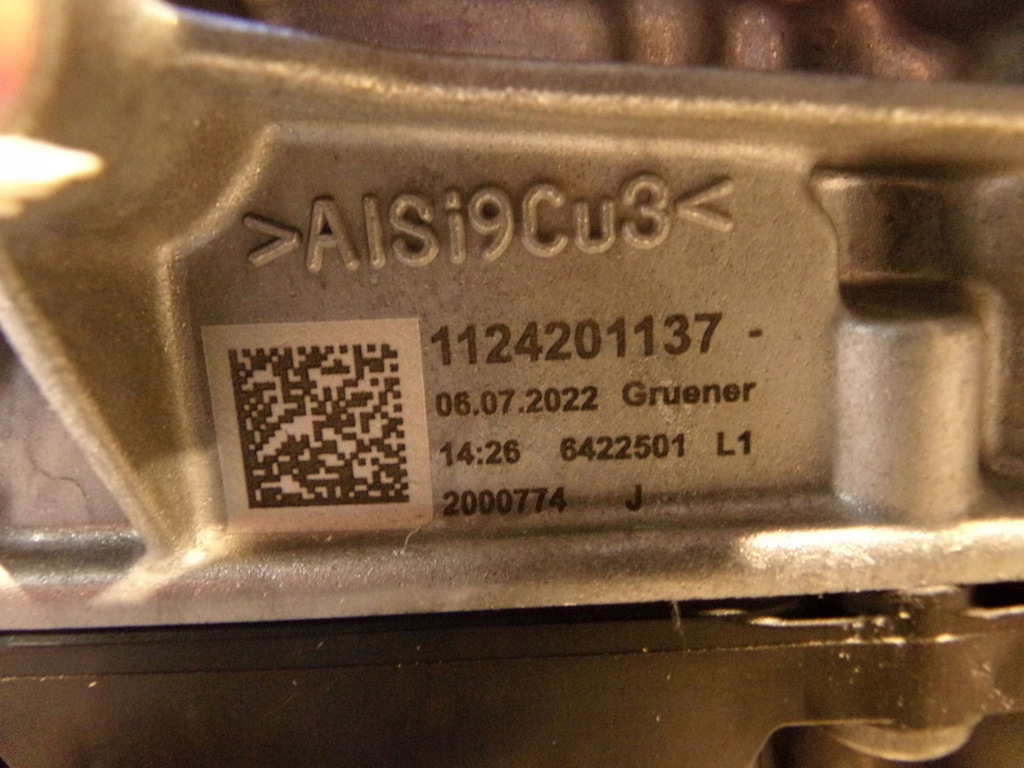 >AlSi9Cu3<
1124201137 -
06.07.2022 Gruener
14:26 6422501 L1
2000774 J